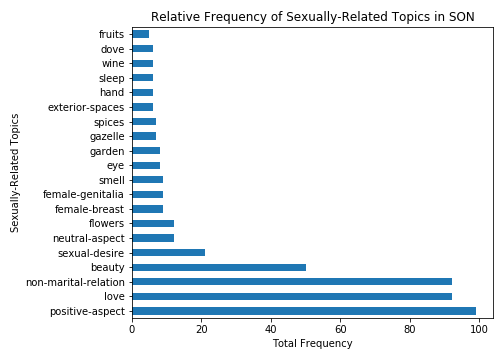 Relative Frequency of Sexually-Related Topics in SON
fruits
dove
wine
sleep
hand
exterior-spaces
spices
gazelle
garden
eye
smell
female-genitalia
female-breast
flowers
neutral-aspect
sexual-desire
beauty
non-marital-relation
love
positive-aspect
Sexually-Related Topics
0 20 40 60 80 100
Total Frequency